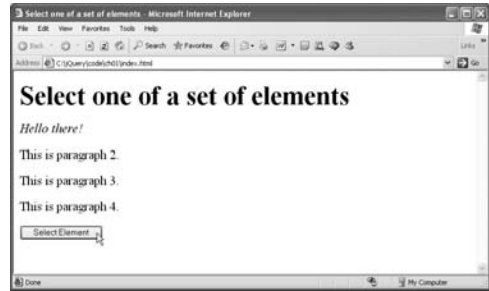 Select one of a set of elements - Microsoft Internet Explorer
File Edit View Favorites Tools Help
Back Search Favorites
Links
Address C:\jQuery\code\ch01\index.html Go
Select one of a set of elements
Hello there!
This is paragraph 2.
This is paragraph 3.
This is paragraph 4.
Select Element
Done My Computer